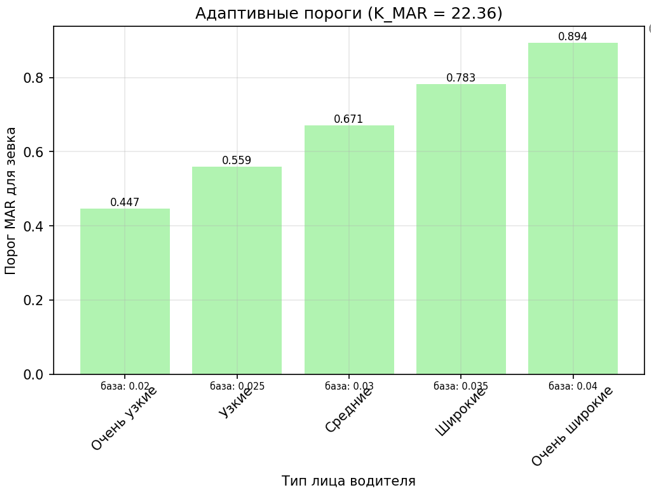 Адаптивные пороги (K_MAR = 22.36)
Порог MAR для зевка
0.8
0.6
0.4
0.2
0.0
0.447
0.559
0.671
0.783
0.894
база: 0.02
база: 0.025
база: 0.03
база: 0.035
база: 0.04
Очень узкие
Узкие
Средние
Широкие
Очень широкие
Тип лица водителя